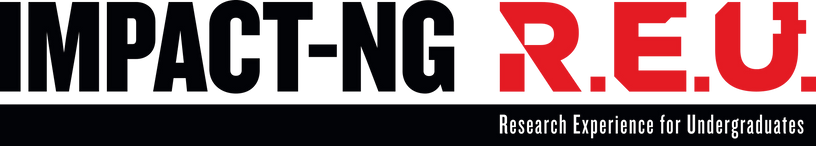 IMPACT-NG R.E.U.
Research Experience for Undergraduates